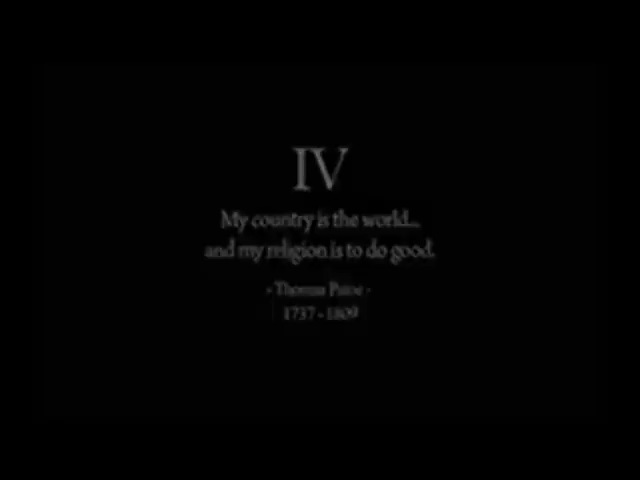 IV
My country is the world...
and my religion is to do good.
- Thomas Paine -
1737 - 1809